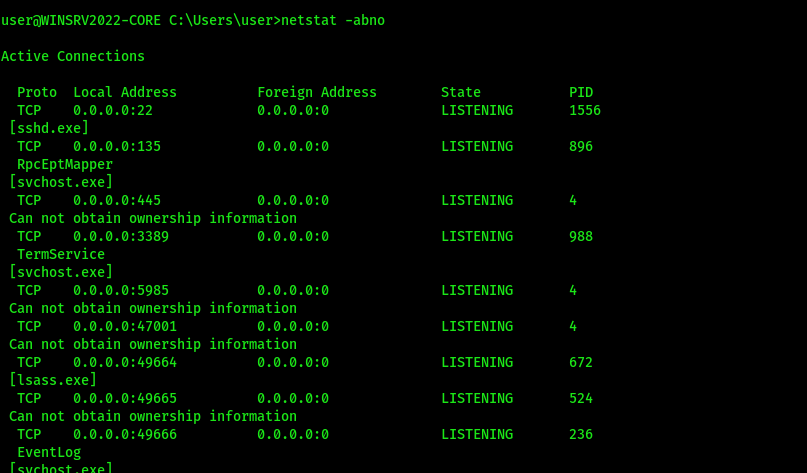 user@WINSRV2022-CORE C:\Users\user>netstat -abno
Active Connections
  Proto  Local Address          Foreign Address        State           PID
  TCP    0.0.0.0:22             0.0.0.0:0              LISTENING       1556
 [sshd.exe]
  TCP    0.0.0.0:135            0.0.0.0:0              LISTENING       896
  RpcEptMapper
 [svchost.exe]
  TCP    0.0.0.0:445            0.0.0.0:0              LISTENING       4
 Can not obtain ownership information
  TCP    0.0.0.0:3389           0.0.0.0:0              LISTENING       988
  TermService
 [svchost.exe]
  TCP    0.0.0.0:5985           0.0.0.0:0              LISTENING       4
 Can not obtain ownership information
  TCP    0.0.0.0:47001          0.0.0.0:0              LISTENING       4
 Can not obtain ownership information
  TCP    0.0.0.0:49664          0.0.0.0:0              LISTENING       672
 [lsass.exe]
  TCP    0.0.0.0:49665          0.0.0.0:0              LISTENING       524
 Can not obtain ownership information
  TCP    0.0.0.0:49666          0.0.0.0:0              LISTENING       236
  EventLog
 [svchost.exe]